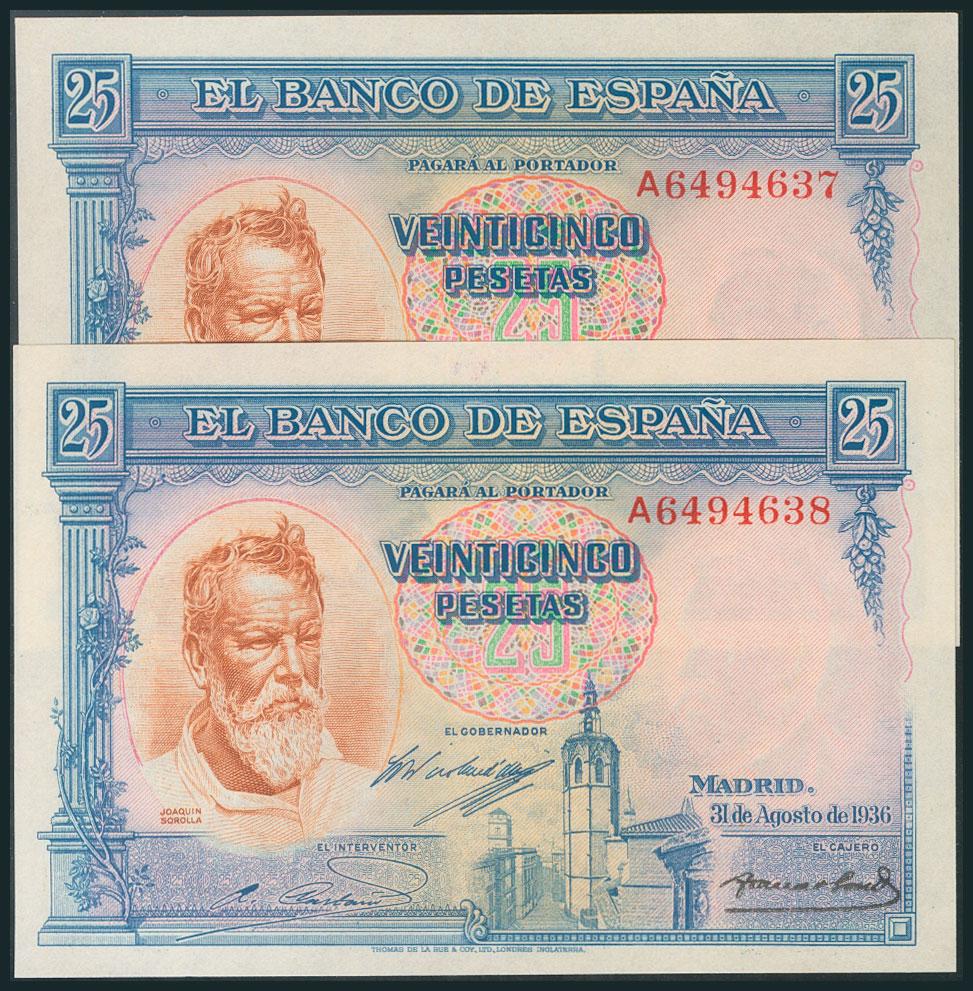 25 EL BANCO DE ESPAÑA 25
PAGARÁ AL PORTADOR
A6494637
VEINTICINCO
PESETAS
25
25 EL BANCO DE ESPAÑA 25
PAGARÁ AL PORTADOR
A6494638
VEINTICINCO
PESETAS
25
EL GOBERNADOR
MADRID.
31 de Agosto de 1936
JOAQUIN
SOROLLA
EL INTERVENTOR
EL CAJERO
THOMAS DE LA RUE & COY, LTD, LONDRES INGLATERRA.